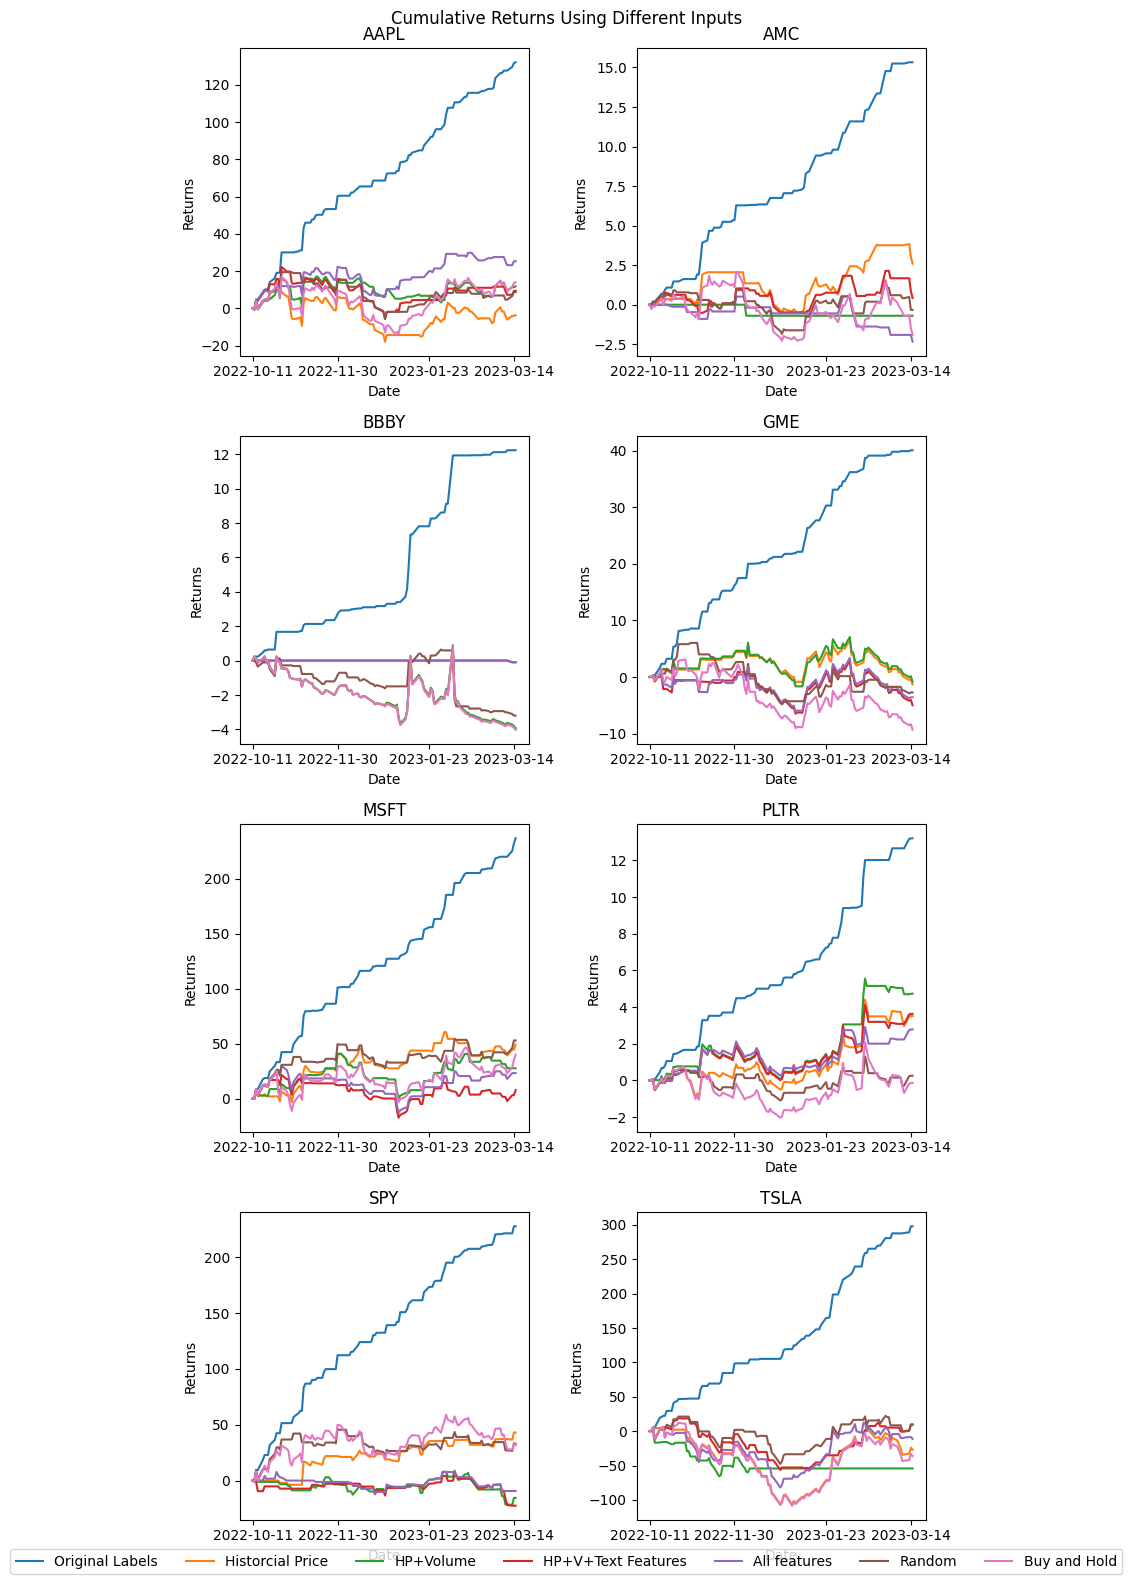 Cumulative Returns Using Different Inputs
AAPL
120
100
80
60
40
20
0
−20
Returns
2022-10-11 2022-11-30 2023-01-23 2023-03-14
Date
AMC
15.0
12.5
10.0
7.5
5.0
2.5
0.0
−2.5
Returns
2022-10-11 2022-11-30 2023-01-23 2023-03-14
Date
BBBY
12
10
8
6
4
2
0
−2
−4
Returns
2022-10-11 2022-11-30 2023-01-23 2023-03-14
Date
GME
40
30
20
10
0
−10
Returns
2022-10-11 2022-11-30 2023-01-23 2023-03-14
Date
MSFT
200
150
100
50
0
Returns
2022-10-11 2022-11-30 2023-01-23 2023-03-14
Date
PLTR
12
10
8
6
4
2
0
−2
Returns
2022-10-11 2022-11-30 2023-01-23 2023-03-14
Date
SPY
200
150
100
50
0
Returns
2022-10-11 2022-11-30 2023-01-23 2023-03-14
Date
TSLA
300
250
200
150
100
50
0
−50
−100
Returns
2022-10-11 2022-11-30 2023-01-23 2023-03-14
Date
Original Labels Historcial Price HP+Volume HP+V+Text Features All features Random Buy and Hold